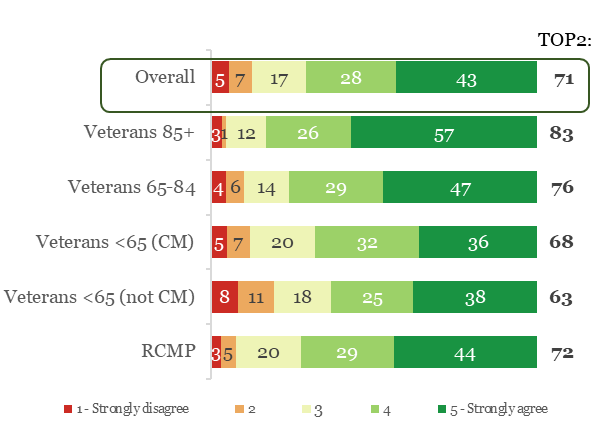 TOP2:
Overall 5 7 17 28 43 71
Veterans 85+ 3 1 12 26 57 83
Veterans 65-84 4 6 14 29 47 76
Veterans <65 (CM) 5 7 20 32 36 68
Veterans <65 (not CM) 8 11 18 25 38 63
RCMP 3 5 20 29 44 72
1 - Strongly disagree 2 3 4 5 - Strongly agree